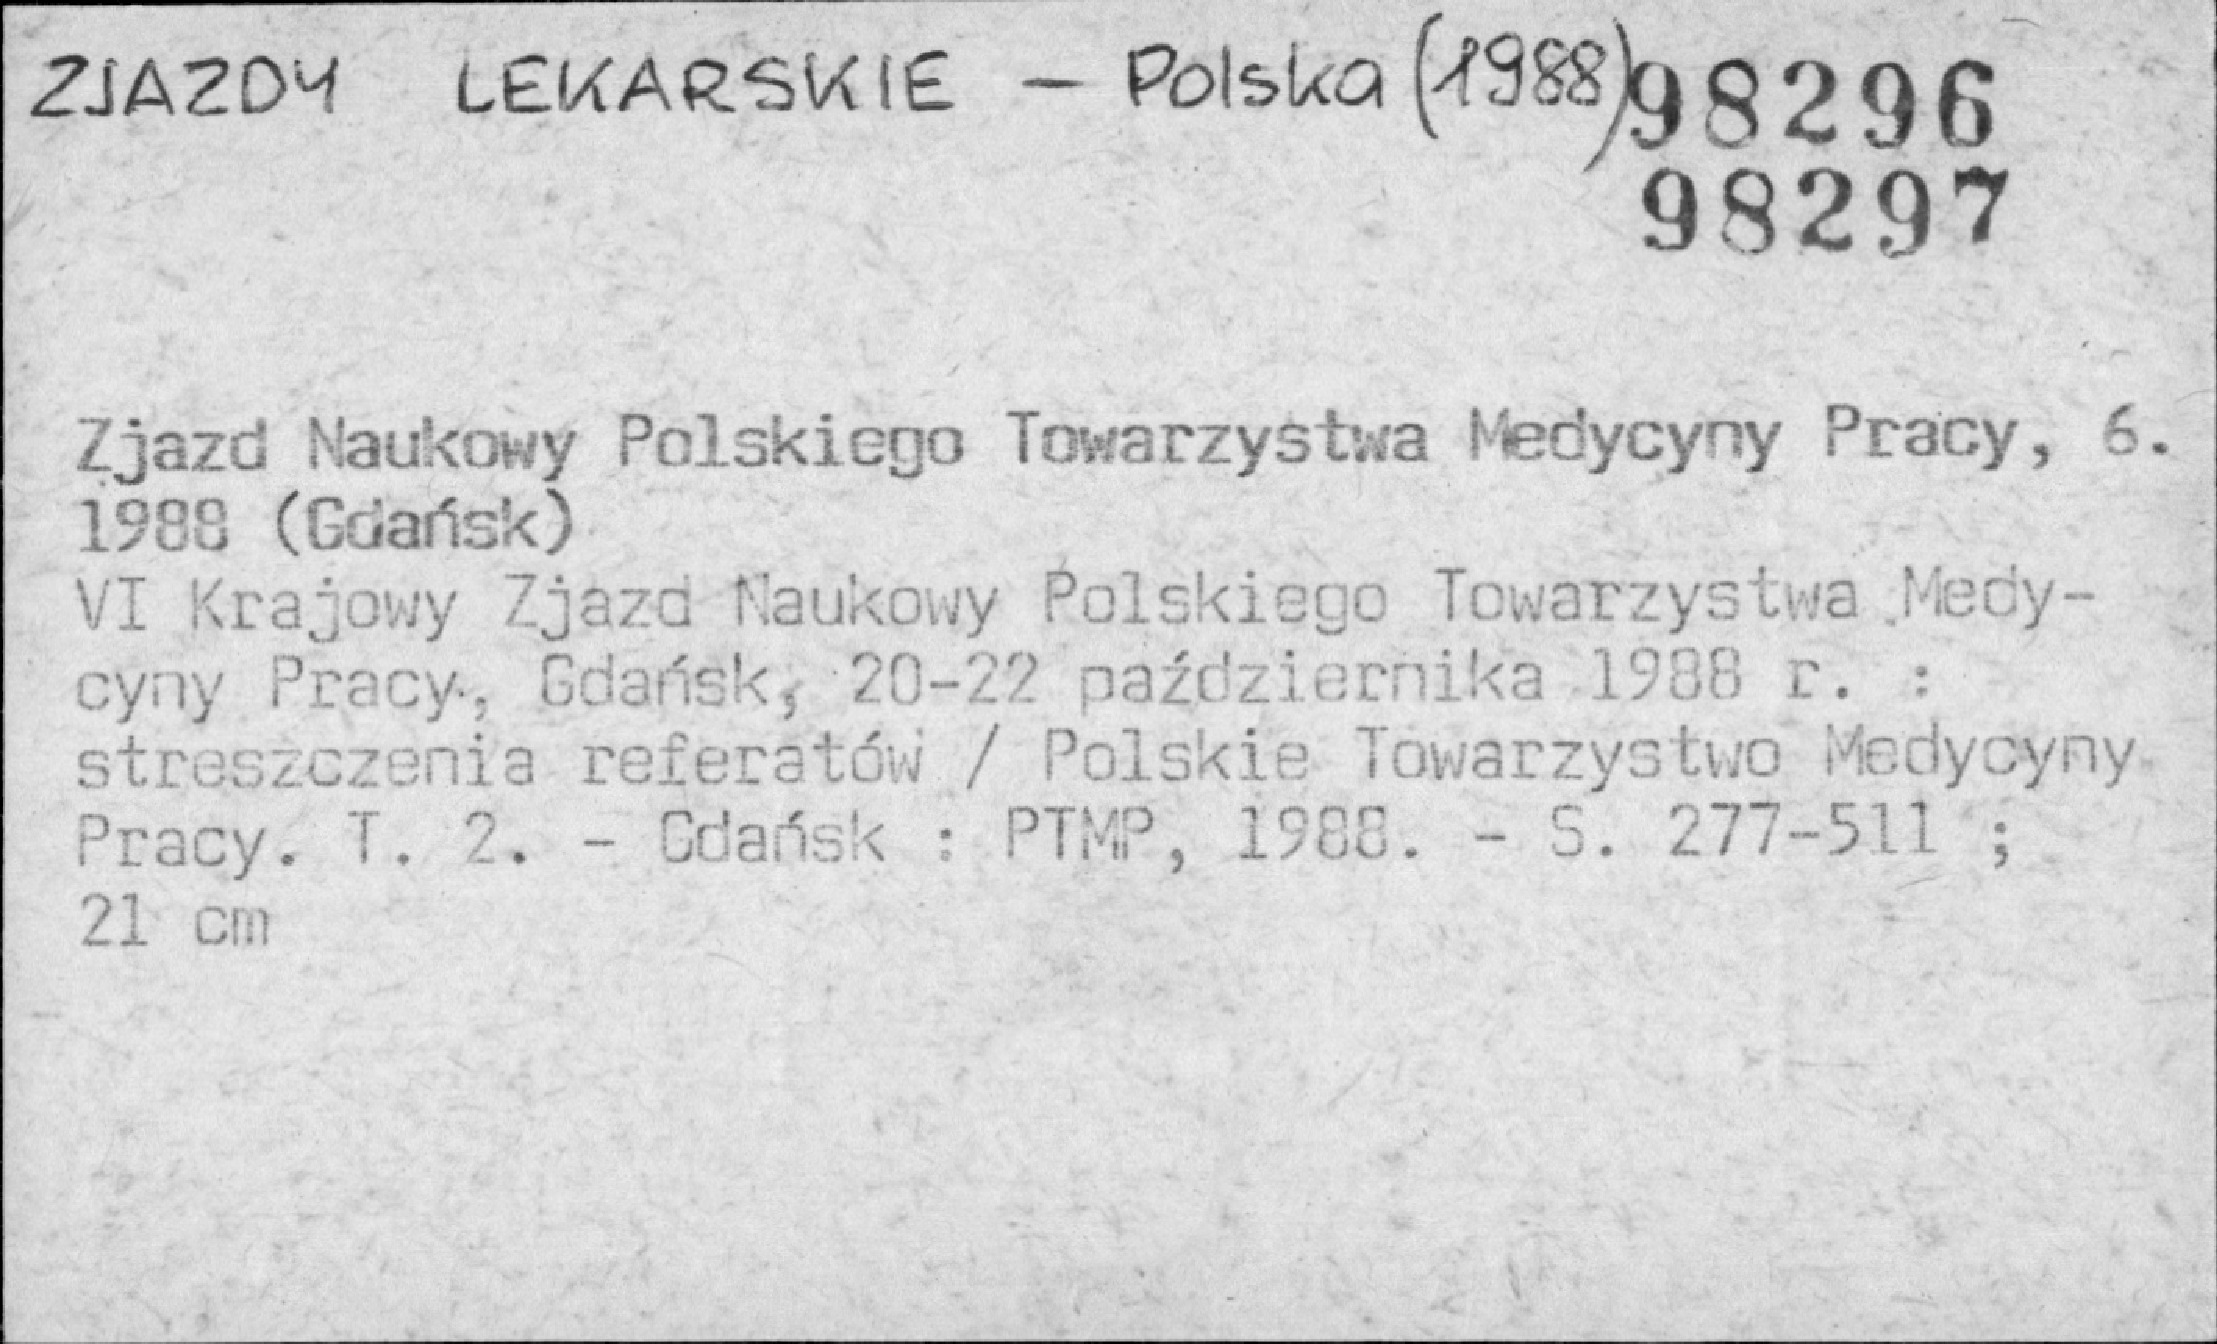 ZJAZDY LEKARSKIE - Polska (1988) 98296
98297
Zjazd Naukowy Polskiego Towarzystwa Medycyny Pracy, 6.
1988 (Gdańsk)
VI Krajowy Zjazd Naukowy Polskiego Towarzystwa Medy-
cyny Pracy, Gdańsk, 20-22 października 1988 r. :
streszczenia referatów / Polskie Towarzystwo Medycyny
Pracy. T. 2. - Gdańsk : PTMP, 1988. - S. 277-511 ;
21 cm